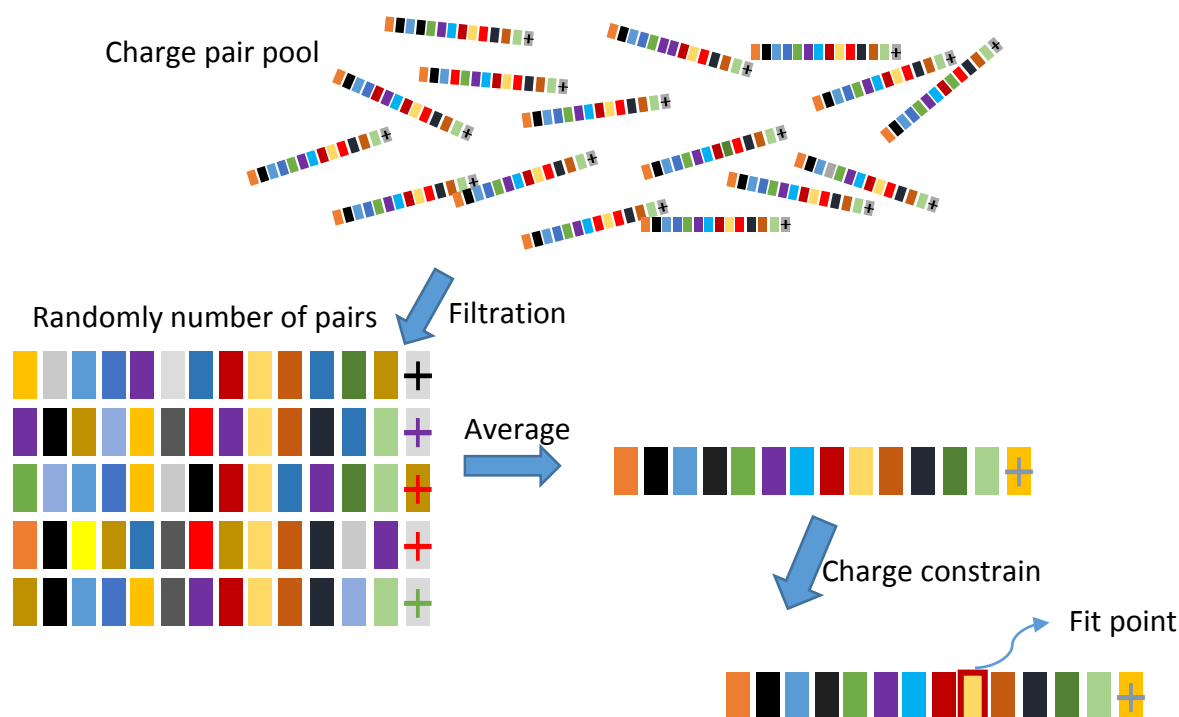 Charge pair pool
Filtration
Randomly number of pairs
Average
Charge constrain
Fit point